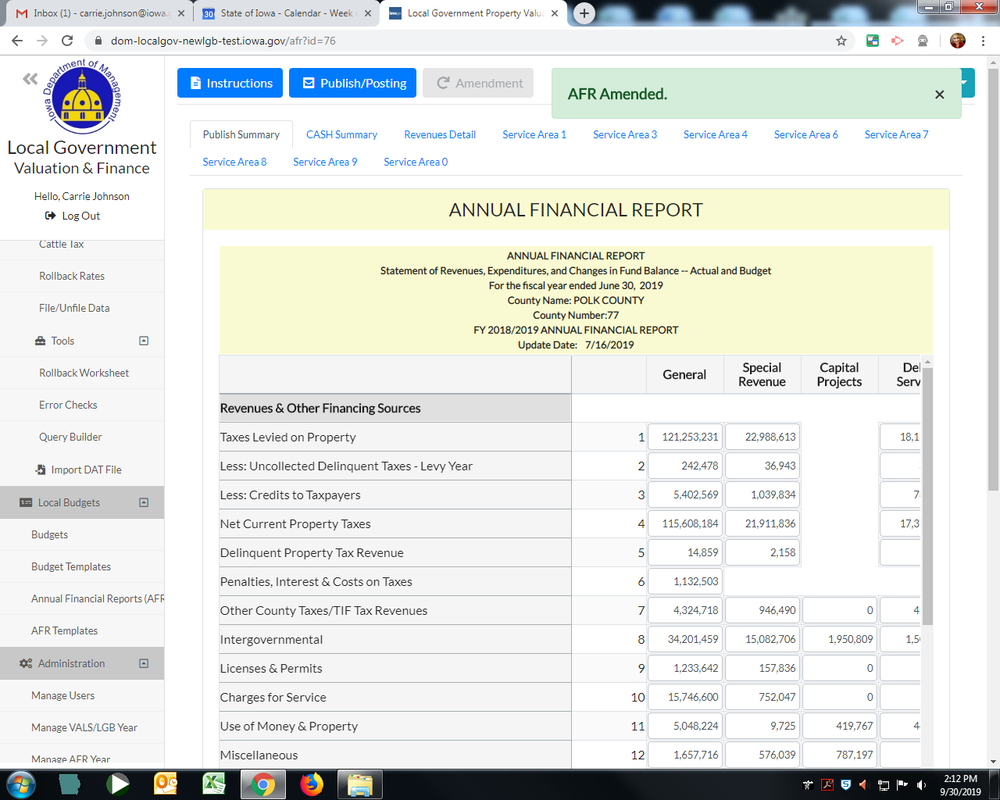 Inbox (1) - carrie.johnson@iowa.g
State of Iowa - Calendar - Week
Local Government Property Valu
dom-localgov-newlgb-test.iowa.gov/afr?id=76
Iowa Department of Management
Local Government
Valuation & Finance
Hello, Carrie Johnson
Log Out
Cattle Tax
Rollback Rates
File/Unfile Data
Tools
Rollback Worksheet
Error Checks
Query Builder
Import DAT File
Local Budgets
Budgets
Budget Templates
Annual Financial Reports (AFR
AFR Templates
Administration
Manage Users
Manage VALS/LGB Year
Manage AFR Year
Instructions
Publish/Posting
Amendment
AFR Amended.
Publish Summary CASH Summary Revenues Detail Service Area 1 Service Area 3 Service Area 4 Service Area 6 Service Area 7
Service Area 8 Service Area 9 Service Area 0
ANNUAL FINANCIAL REPORT
ANNUAL FINANCIAL REPORT
Statement of Revenues, Expenditures, and Changes in Fund Balance -- Actual and Budget
For the fiscal year ended June 30, 2019
County Name: POLK COUNTY
County Number:77
FY 2018/2019 ANNUAL FINANCIAL REPORT
Update Date: 7/16/2019
General Special Revenue Capital Projects
Revenues & Other Financing Sources
Taxes Levied on Property 1 121,253,231 22,988,613 18,1
Less: Uncollected Delinquent Taxes - Levy Year 2 242,478 36,943
Less: Credits to Taxpayers 3 5,402,569 1,039,834 7
Net Current Property Taxes 4 115,608,184 21,911,836 17,3
Delinquent Property Tax Revenue 5 14,859 2,158
Penalties, Interest & Costs on Taxes 6 1,132,503
Other County Taxes/TIF Tax Revenues 7 4,324,718 946,490 0 4
Intergovernmental 8 34,201,459 15,082,706 1,950,809 1,5
Licenses & Permits 9 1,233,642 157,836 0
Charges for Service 10 15,746,600 752,047 0
Use of Money & Property 11 5,048,224 9,725 419,767 4
Miscellaneous 12 1,657,716 576,039 787,197
2:12 PM
9/30/2019